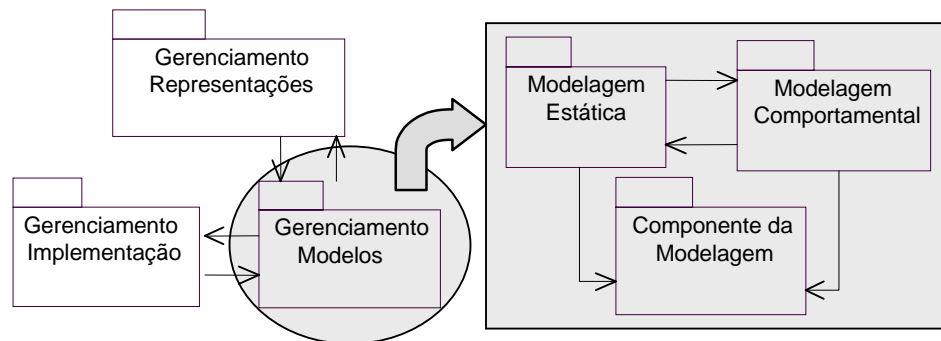 Gerenciamento
Representações
Gerenciamento
Implementação
Gerenciamento
Modelos
Modelagem
Estática
Modelagem
Comportamental
Componente da
Modelagem